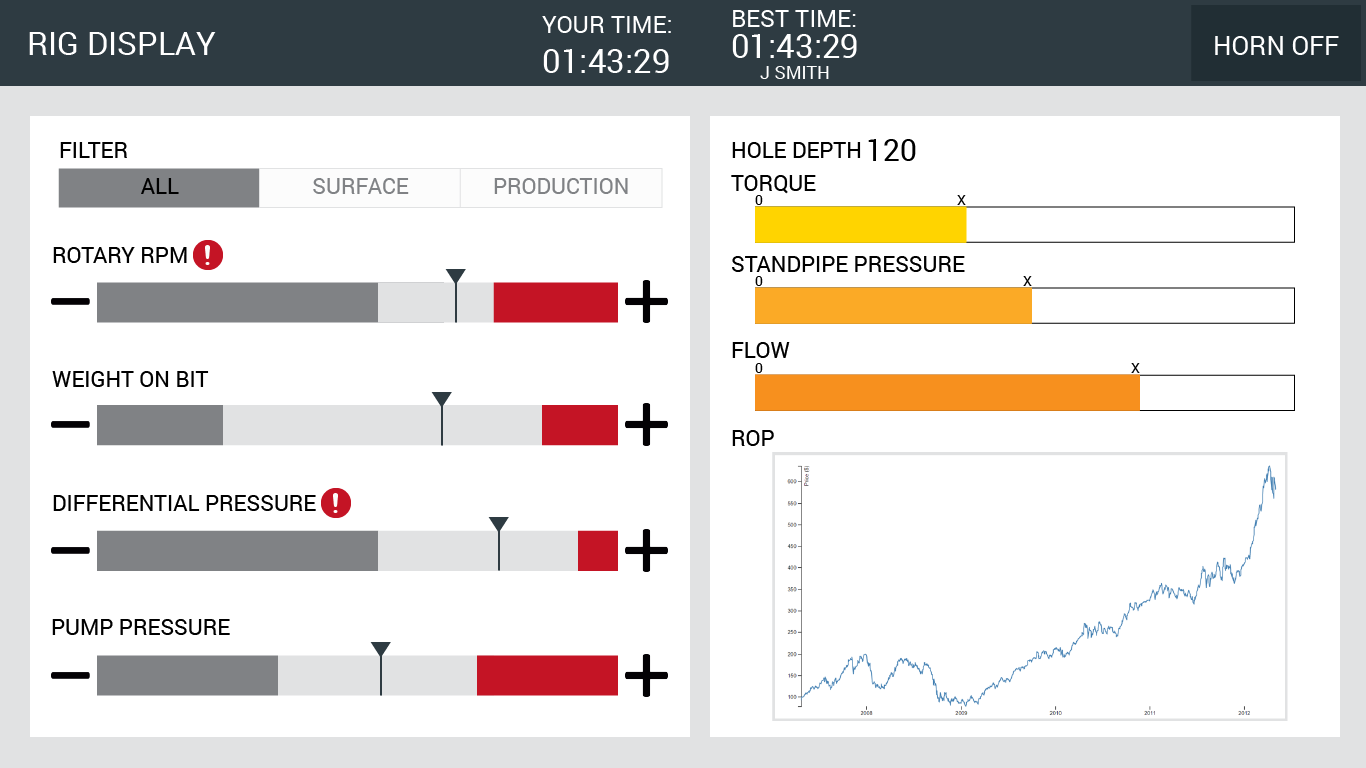 RIG DISPLAY
YOUR TIME:
01:43:29
BEST TIME:
01:43:29
J SMITH
HORN OFF
FILTER
ALL SURFACE PRODUCTION
ROTARY RPM !
WEIGHT ON BIT
DIFFERENTIAL PRESSURE !
PUMP PRESSURE
HOLE DEPTH 120
TORQUE
0 X
STANDPIPE PRESSURE
0 X
FLOW
0 X
ROP
Price ($)
600
550
500
450
400
350
300
250
200
150
100
2008 2009 2010 2011 2012